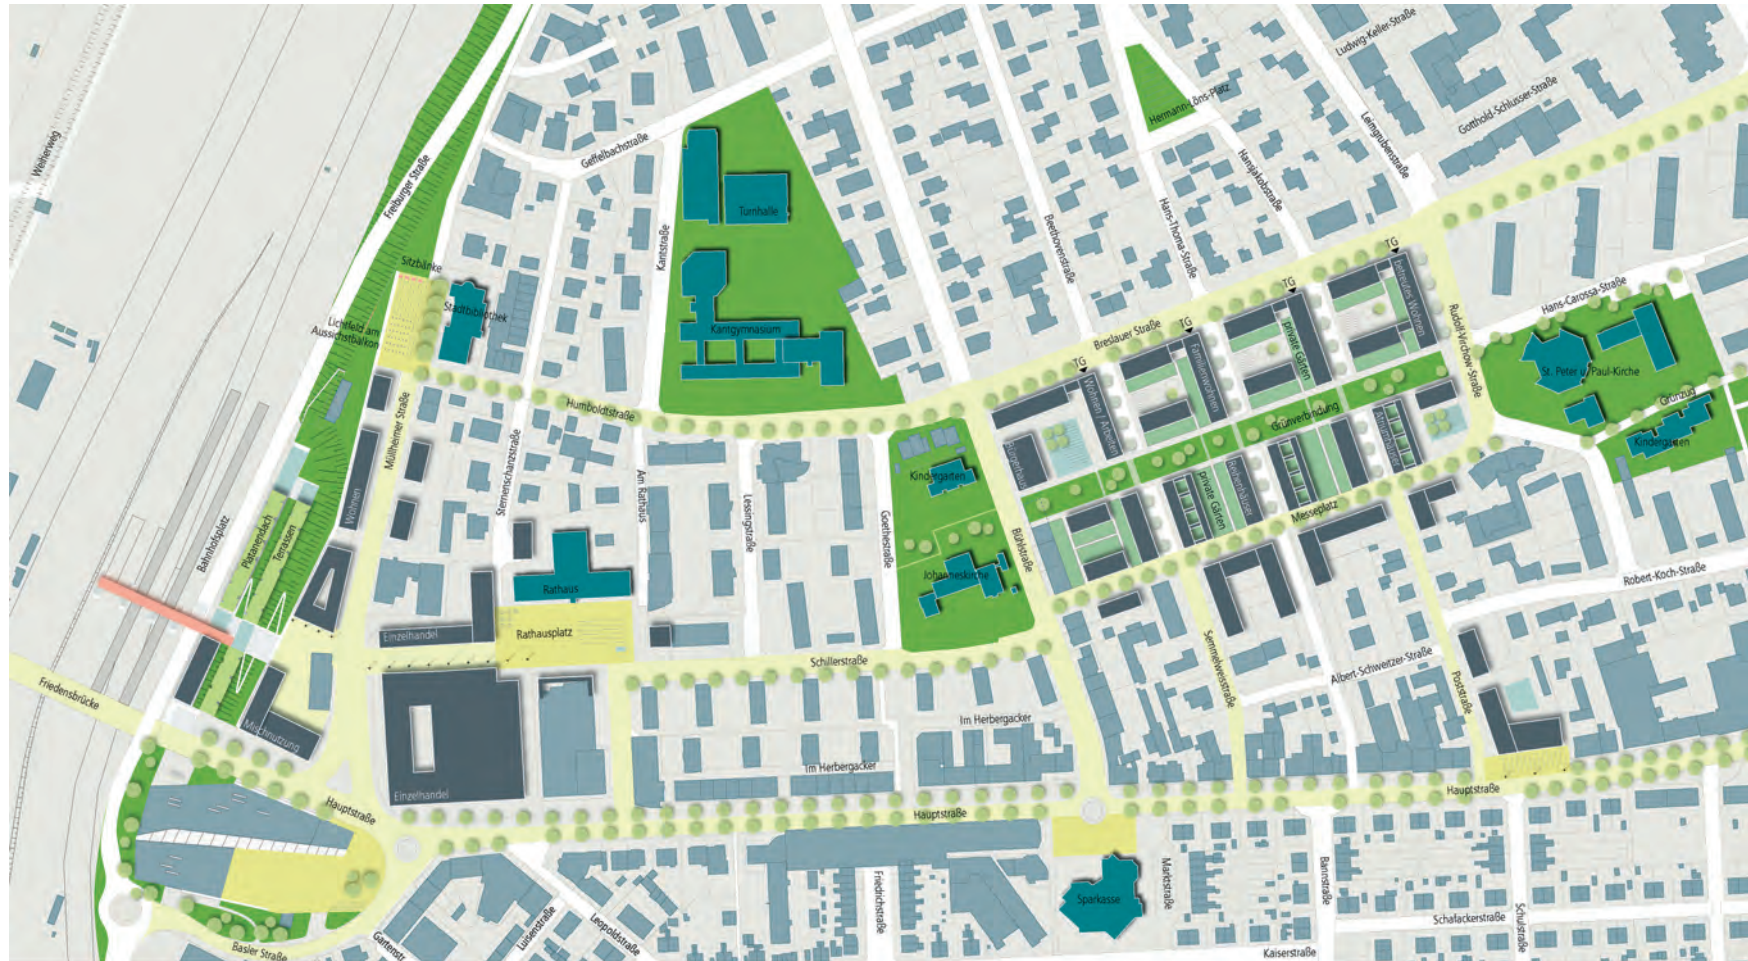 Ludwig-Keller-Straße
Gotthold-Schlusser-Straße
Hermann-Löns-Platz
Leimgrubenstraße
Weiherweg
Geffelbachstraße
Freiburger Straße
Hansjakobstraße
Turnhalle
Hans-Thoma-Straße
Beethovenstraße
Kantstraße
TG
Sitzbänke
betreutes Wohnen
TG
Hans-Carossa-Straße
Stadtbibliothek
Lichtfeld am
Aussichtsbalkon
Kantgymnasium
Breslauer Straße
TG
private Gärten
Rudolf-Virchow-Straße
TG
Familienwohnen
St. Peter u. Paul-Kirche
Humboldtstraße
Wohnen / Arbeiten
Grünverbindung
Grünzug
Müllheimer Straße
Sternenschanzstraße
Bürgerhaus
Atriumhäuser
Kindergarten
Kindergarten
Am Rathaus
Lessingstraße
Goethestraße
Wohnen
private Gärten
Reihenhäuser
Messeplatz
Bahnhofsplatz
Platanendach
Terrassen
Bühlstraße
Johanneskirche
Robert-Koch-Straße
Rathaus
Einzelhandel
Rathausplatz
Schillerstraße
Semmelweisstraße
Albert-Schweitzer-Straße
Poststraße
Friedensbrücke
Mischnutzung
Im Herbergacker
Im Herbergacker
Einzelhandel
Hauptstraße
Hauptstraße
Hauptstraße
Friedrichstraße
Marktstraße
Bannstraße
Sparkasse
Schafackerstraße
Schulstraße
Basler Straße
Gartenstr
Luisenstraße
Leopoldstraße
Kaiserstraße